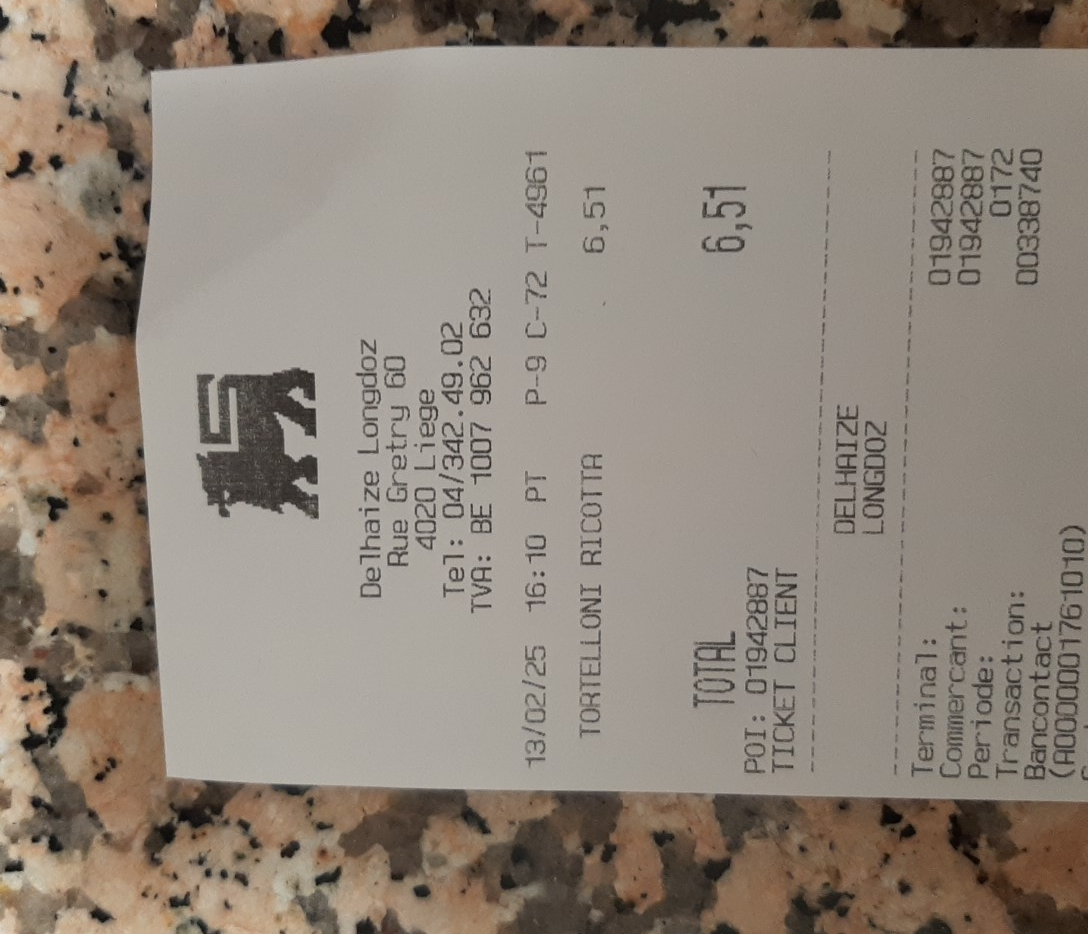 Delhaize Longdoz
Rue Gretry 60
4020 Liege
Tel: 04/342.49.02
TVA: BE 1007 962 632
13/02/25 16:10 PT P-9 C-72 T-4961
TORTELLONI RICOTTA 6,51
TOTAL 6,51
POI: 01942887
TICKET CLIENT
DELHAIZE
LONGDOZ
Terminal: 01942887
Commercant: 01942887
Periode: 0172
Transaction: 00338740
Bancontact
(A0000001761010)